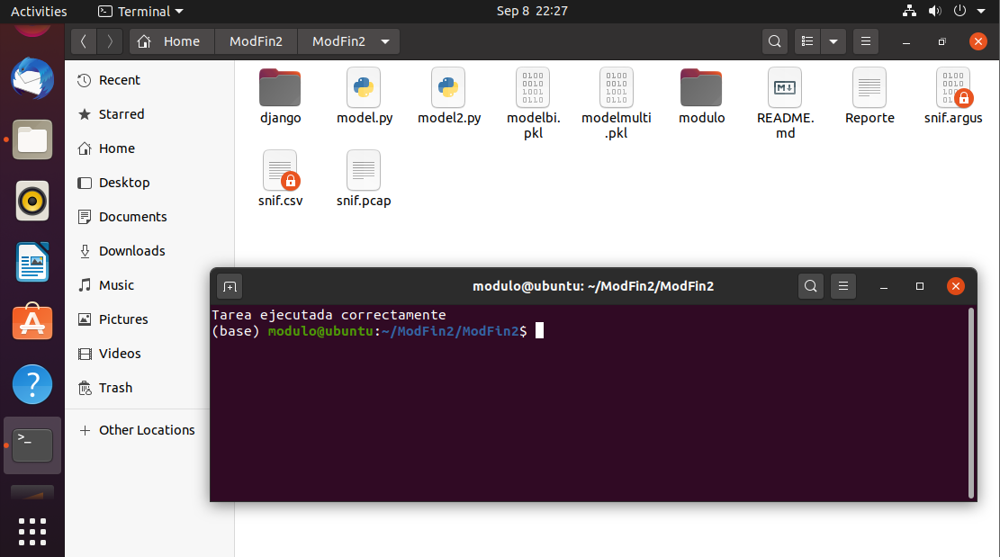 Activities Terminal Sep 8 22:27
Home ModFin2 ModFin2
Recent
Starred
Home
Desktop
Documents
Downloads
Music
Pictures
Videos
Trash
Other Locations
django model.py model2.py modelbi. modelmulti modulo README. Reporte snif.argus
pkl .pkl md
snif.csv snif.pcap
modulo@ubuntu: ~/ModFin2/ModFin2
Tarea ejecutada correctamente
(base) modulo@ubuntu:~/ModFin2/ModFin2$